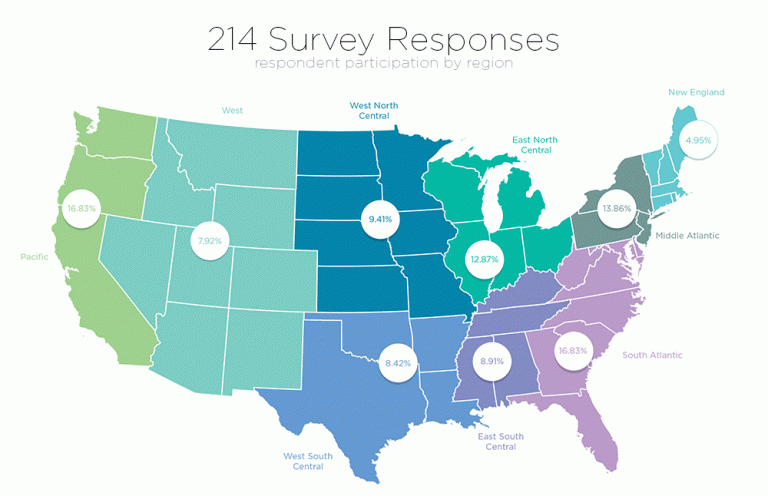 214 Survey Responses
respondent participation by region
New England
West
West North
Central
East North
Central
4.95%
16.83%
9.41%
13.86%
7.92%
Middle Atlantic
Pacific
12.87%
8.42%
8.91%
16.83%
South Atlantic
East South
Central
West South
Central